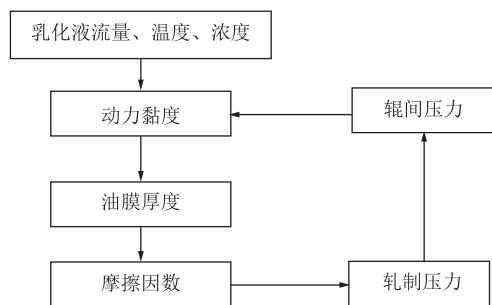 乳化液流量、温度、浓度
动力黏度
辊间压力
油膜厚度
摩擦因数
轧制压力